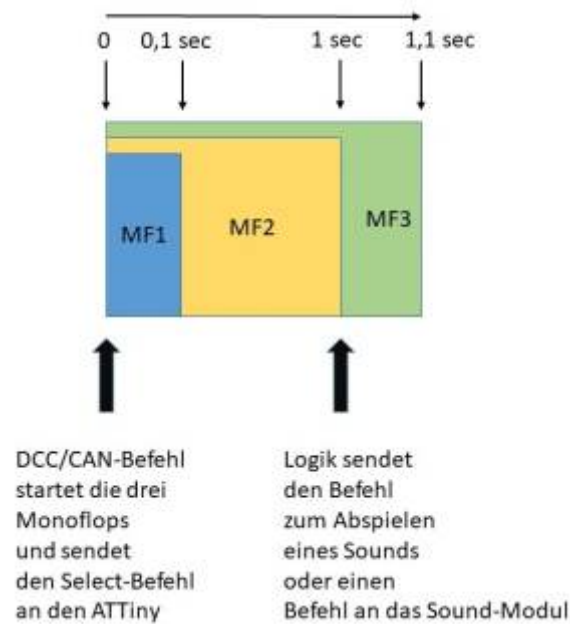 0 0,1 sec 1 sec 1,1 sec
MF1 MF2 MF3
DCC/CAN-Befehl
startet die drei
Monoflops
und sendet
den Select-Befehl
an den ATTiny
Logik sendet
den Befehl
zum Abspielen
eines Sounds
oder einen
Befehl an das Sound-Modul